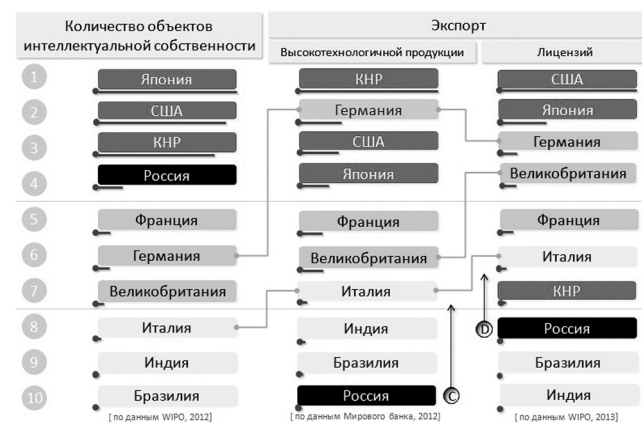 Количество объектов
интеллектуальной собственности
Экспорт
Высокотехнологичной продукции
Лицензий
1
Япония
КНР
США
2
США
Германия
Япония
3
КНР
США
Германия
4
Россия
Япония
Великобритания
5
Франция
Франция
Франция
6
Германия
Великобритания
Италия
7
Великобритания
Италия
КНР
8
Италия
Индия
Россия
D
9
Индия
Бразилия
Бразилия
10
Бразилия
Россия
C
Индия
[ по данным WIPO, 2012]
[ по данным Мирового банка, 2012]
[ по данным WIPO, 2013]